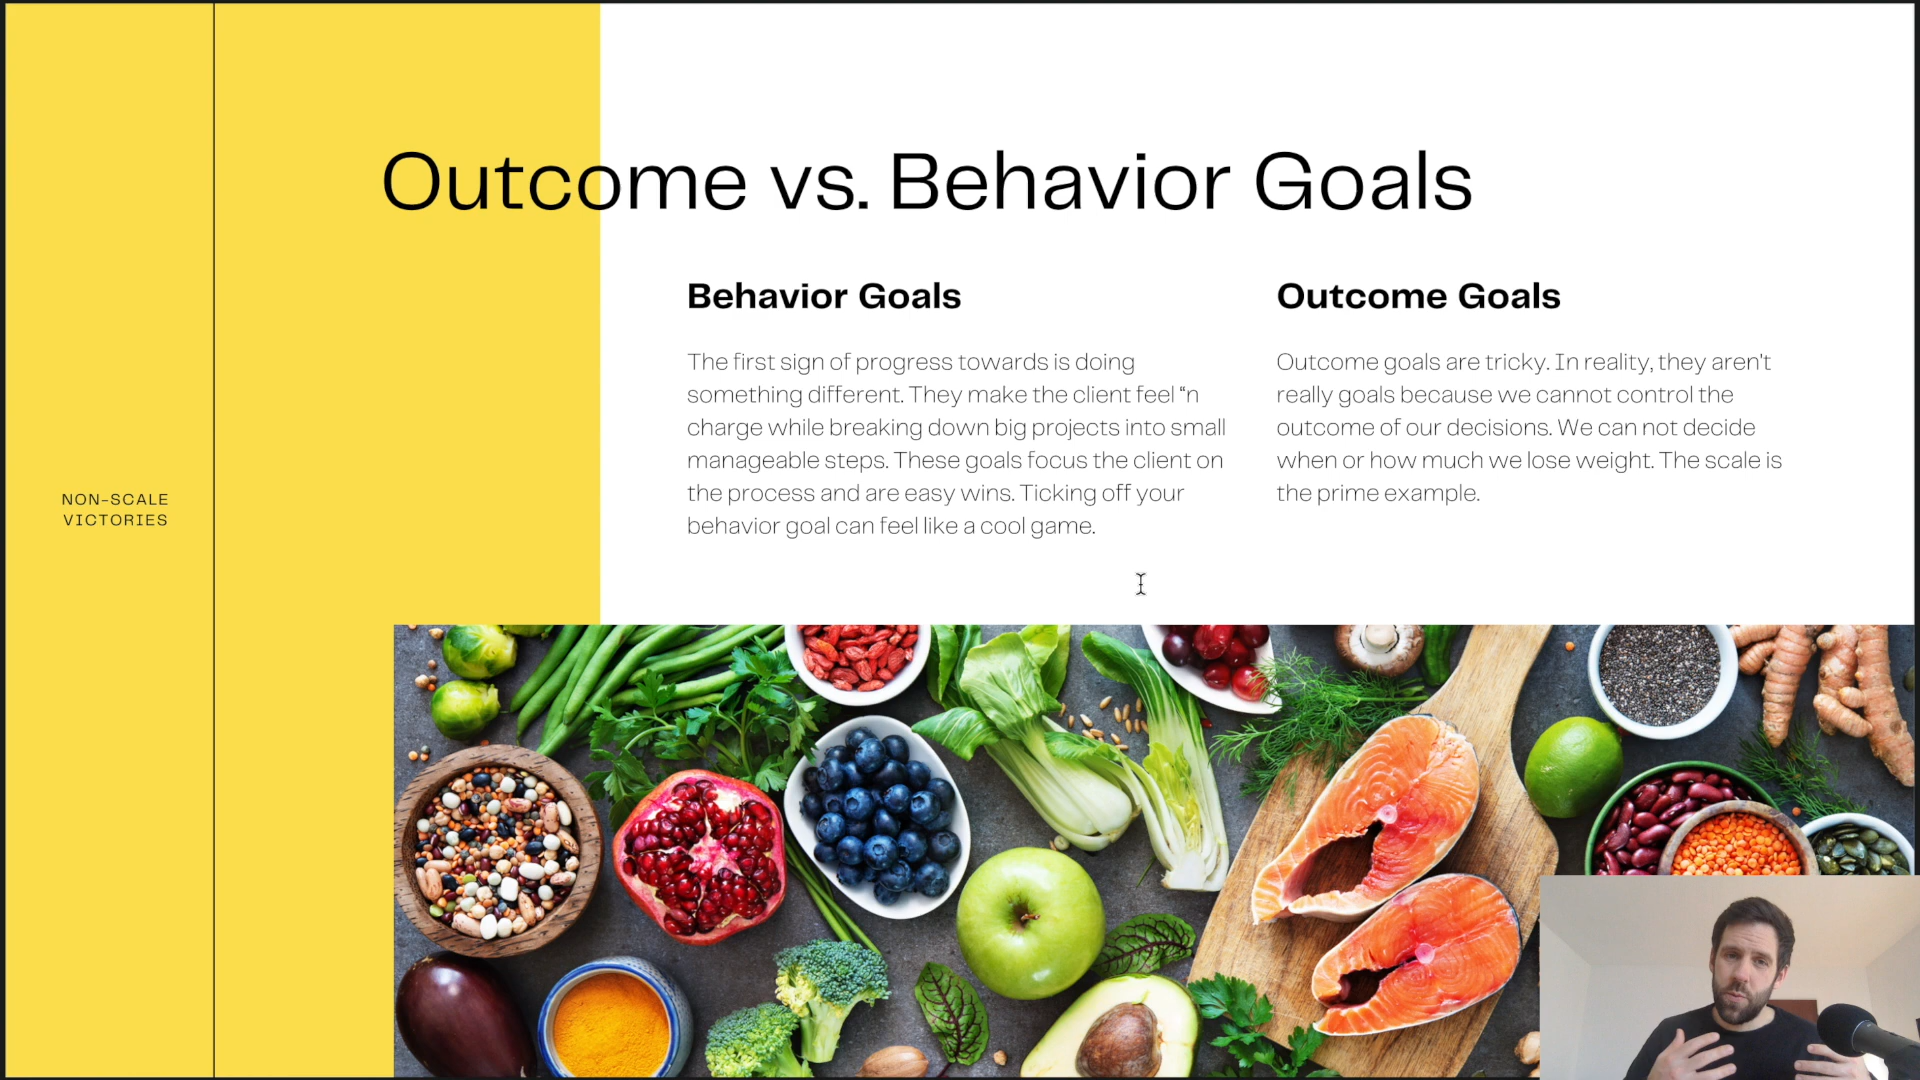 Outcome vs. Behavior Goals
Behavior Goals
The first sign of progress towards is doing
something different. They make the client feel “n
charge while breaking down big projects into small
manageable steps. These goals focus the client on
the process and are easy wins. Ticking off your
behavior goal can feel like a cool game.
Outcome Goals
Outcome goals are tricky. In reality, they aren't
really goals because we cannot control the
outcome of our decisions. We can not decide
when or how much we lose weight. The scale is
the prime example.
NON-SCALE
VICTORIES